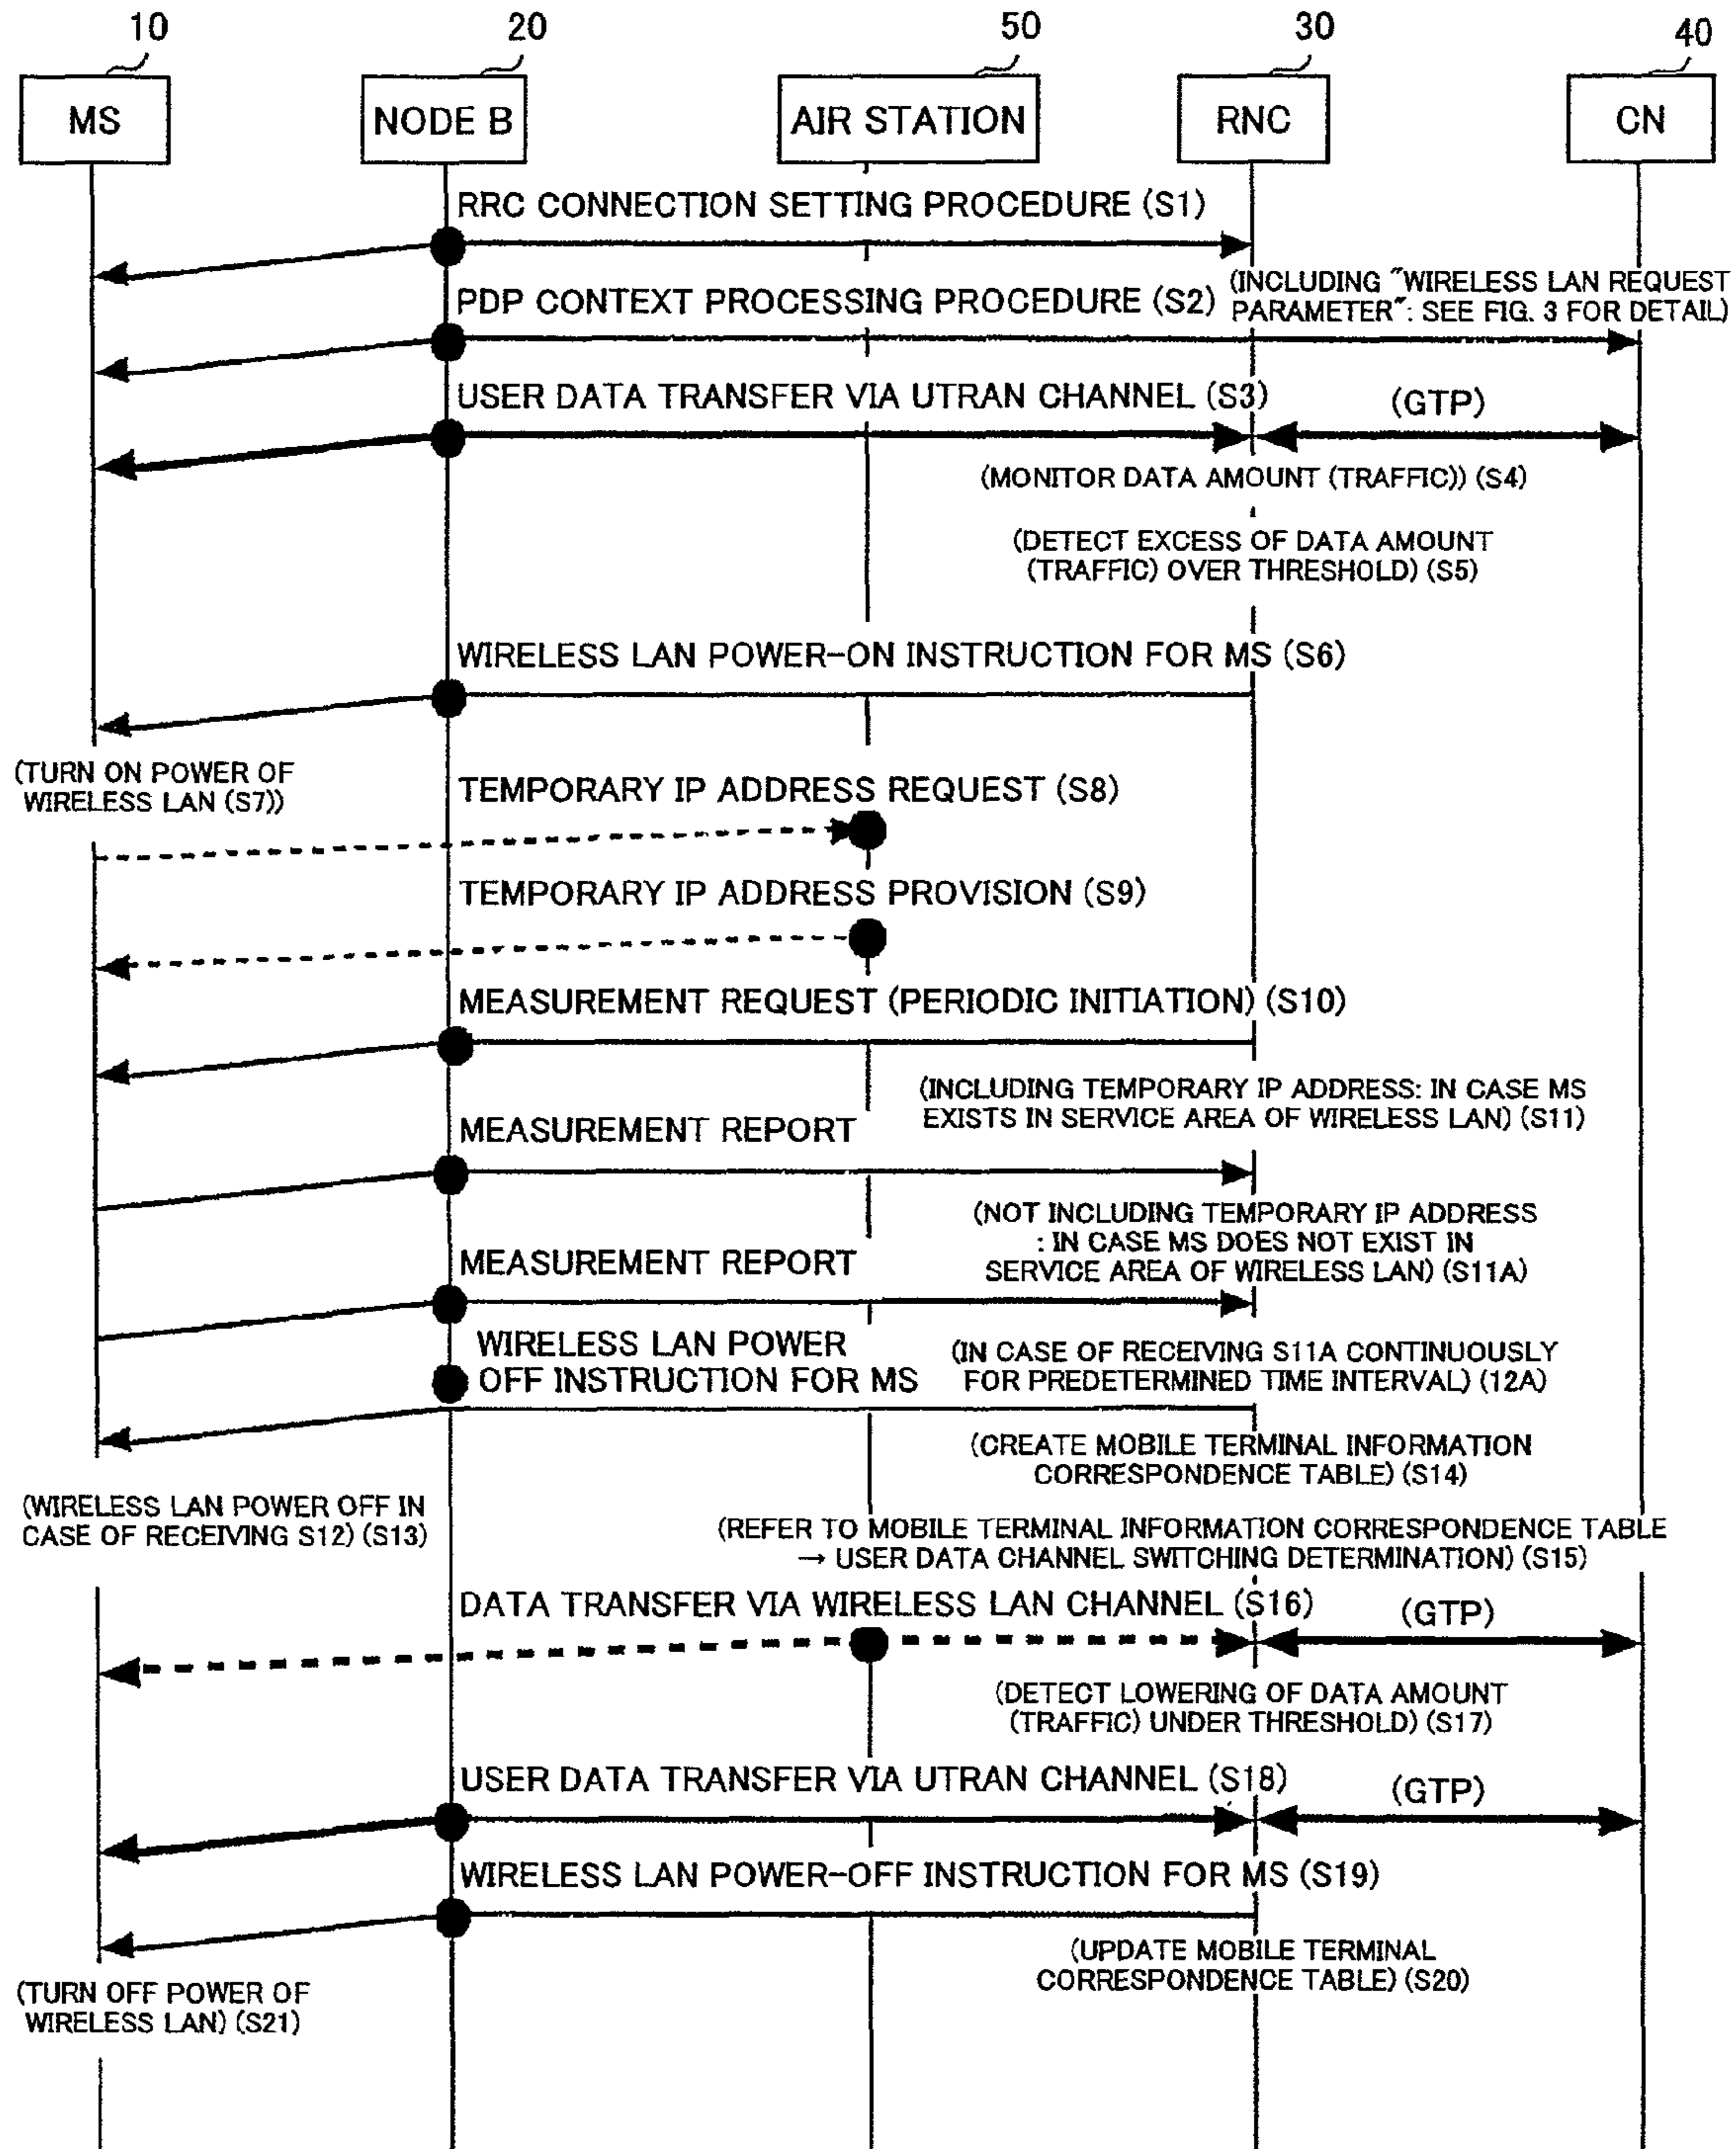 10
20
50
30
40
MS
NODE B
AIR STATION
RNC
CN
RRC CONNECTION SETTING PROCEDURE (S1)
PDP CONTEXT PROCESSING PROCEDURE (S2)
(INCLUDING "WIRELESS LAN REQUEST
PARAMETER": SEE FIG. 3 FOR DETAIL)
USER DATA TRANSFER VIA UTRAN CHANNEL (S3)
(GTP)
(MONITOR DATA AMOUNT (TRAFFIC)) (S4)
(DETECT EXCESS OF DATA AMOUNT
(TRAFFIC) OVER THRESHOLD) (S5)
WIRELESS LAN POWER-ON INSTRUCTION FOR MS (S6)
(TURN ON POWER OF
WIRELESS LAN (S7))
TEMPORARY IP ADDRESS REQUEST (S8)
TEMPORARY IP ADDRESS PROVISION (S9)
MEASUREMENT REQUEST (PERIODIC INITIATION) (S10)
(INCLUDING TEMPORARY IP ADDRESS: IN CASE MS
EXISTS IN SERVICE AREA OF WIRELESS LAN) (S11)
MEASUREMENT REPORT
(NOT INCLUDING TEMPORARY IP ADDRESS
: IN CASE MS DOES NOT EXIST IN
SERVICE AREA OF WIRELESS LAN) (S11A)
MEASUREMENT REPORT
WIRELESS LAN POWER
OFF INSTRUCTION FOR MS
(IN CASE OF RECEIVING S11A CONTINUOUSLY
FOR PREDETERMINED TIME INTERVAL) (12A)
(CREATE MOBILE TERMINAL INFORMATION
CORRESPONDENCE TABLE) (S14)
(WIRELESS LAN POWER OFF IN
CASE OF RECEIVING S12) (S13)
(REFER TO MOBILE TERMINAL INFORMATION CORRESPONDENCE TABLE
→ USER DATA CHANNEL SWITCHING DETERMINATION) (S15)
DATA TRANSFER VIA WIRELESS LAN CHANNEL (S16)
(GTP)
(DETECT LOWERING OF DATA AMOUNT
(TRAFFIC) UNDER THRESHOLD) (S17)
USER DATA TRANSFER VIA UTRAN CHANNEL (S18)
(GTP)
WIRELESS LAN POWER-OFF INSTRUCTION FOR MS (S19)
(UPDATE MOBILE TERMINAL
CORRESPONDENCE TABLE) (S20)
(TURN OFF POWER OF
WIRELESS LAN) (S21)